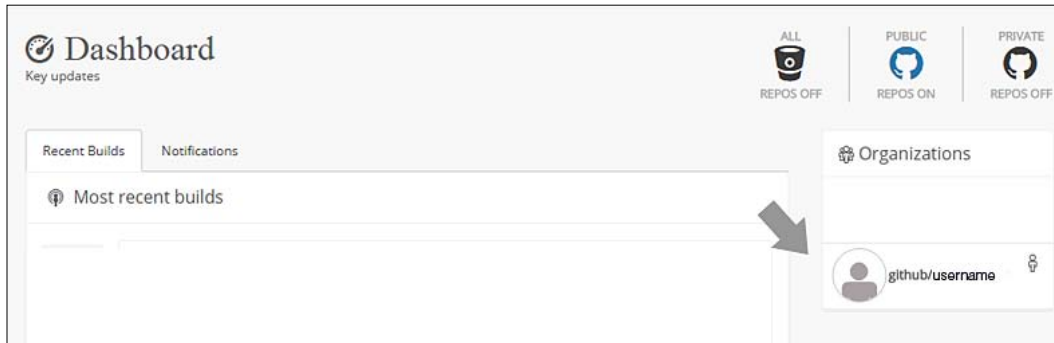 Dashboard
Key updates
ALL
REPOS OFF
PUBLIC
REPOS ON
PRIVATE
REPOS OFF
Recent Builds
Notifications
Most recent builds
Organizations
github/username